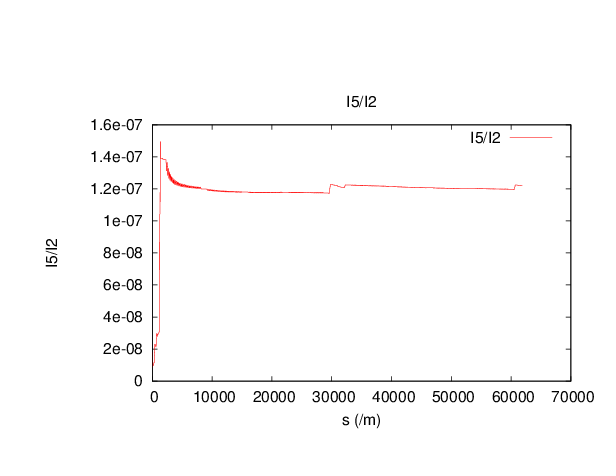 I5/I2
I5/I2
1.6e-07
1.4e-07
1.2e-07
1e-07
8e-08
6e-08
4e-08
2e-08
0
I5/I2
0 10000 20000 30000 40000 50000 60000 70000
s (/m)